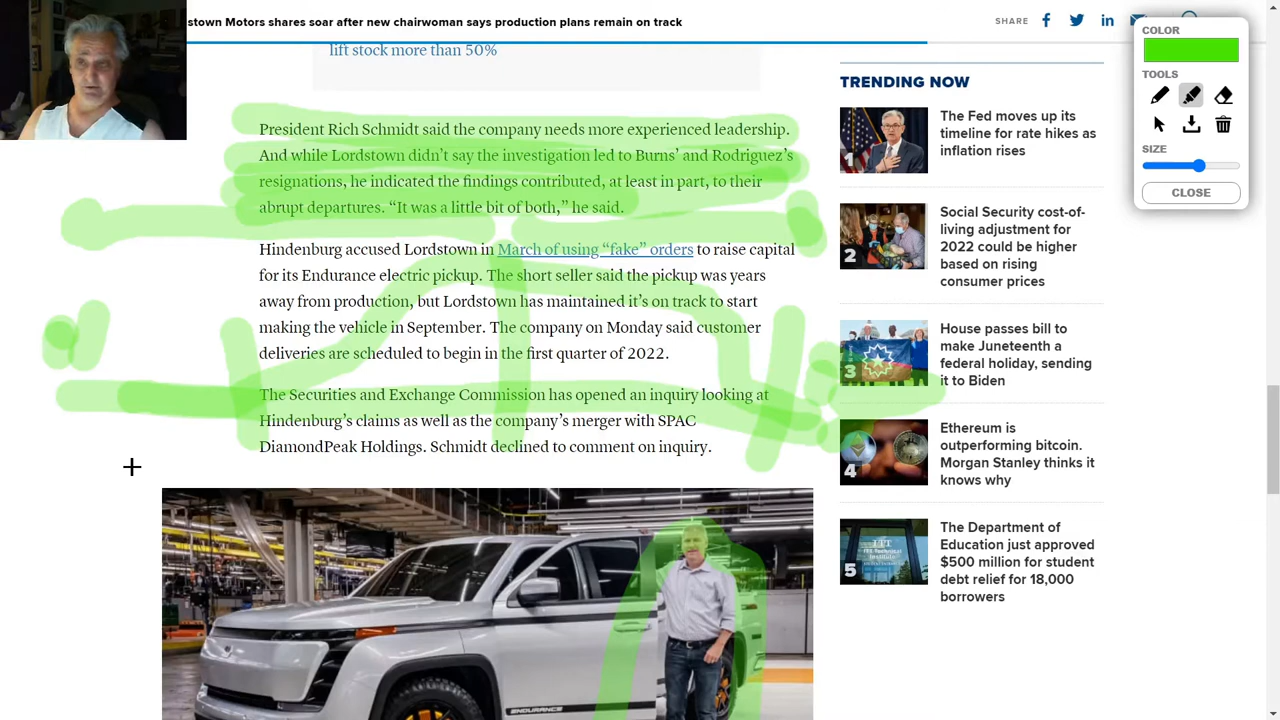 stown Motors shares soar after new chairwoman says production plans remain on track
SHARE
lift stock more than 50%
President Rich Schmidt said the company needs more experienced leadership.
And while Lordstown didn’t say the investigation led to Burns’ and Rodriguez’s
resignations, he indicated the findings contributed, at least in part, to their
abrupt departures. “It was a little bit of both,” he said.
Hindenburg accused Lordstown in March of using “fake” orders to raise capital
for its Endurance electric pickup. The short seller said the pickup was years
away from production, but Lordstown has maintained it’s on track to start
making the vehicle in September. The company on Monday said customer
deliveries are scheduled to begin in the first quarter of 2022.
The Securities and Exchange Commission has opened an inquiry looking at
Hindenburg’s claims as well as the company’s merger with SPAC
DiamondPeak Holdings. Schmidt declined to comment on inquiry.
ENDURANCE
TRENDING NOW
1
The Fed moves up its
timeline for rate hikes as
inflation rises
2
Social Security cost-of-
living adjustment for
2022 could be higher
based on rising
consumer prices
3
House passes bill to
make Juneteenth a
federal holiday, sending
it to Biden
4
Ethereum is
outperforming bitcoin.
Morgan Stanley thinks it
knows why
5
The Department of
Education just approved
$500 million for student
debt relief for 18,000
borrowers
COLOR
TOOLS
SIZE
CLOSE